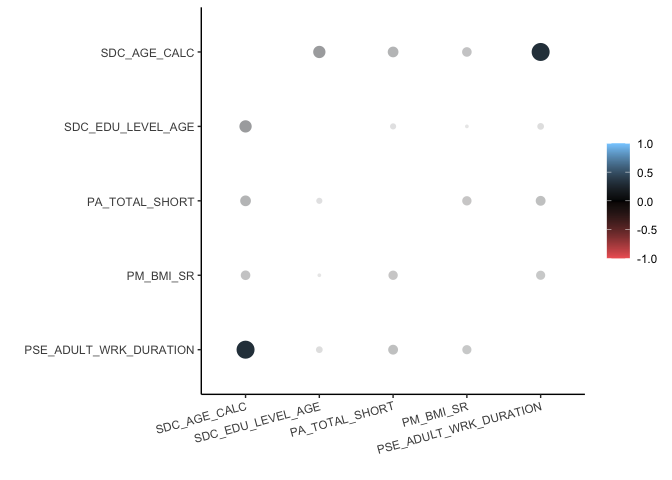 SDC_AGE_CALC
SDC_EDU_LEVEL_AGE
PA_TOTAL_SHORT
PM_BMI_SR
PSE_ADULT_WRK_DURATION
1.0
0.5
0.0
-0.5
-1.0
SDC_AGE_CALC
SDC_EDU_LEVEL_AGE
PA_TOTAL_SHORT
PM_BMI_SR
PSE_ADULT_WRK_DURATION